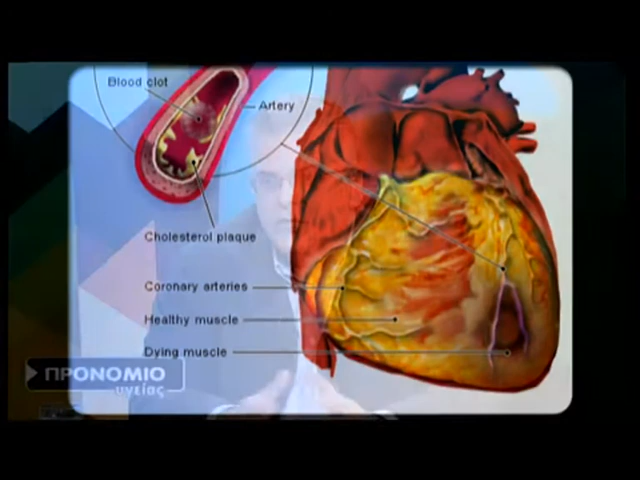 Blood clot
Artery
Cholesterol plaque
Coronary arteries
Healthy muscle
Dying muscle
ΠΡΟΝΟΜΙΟ
υγείας